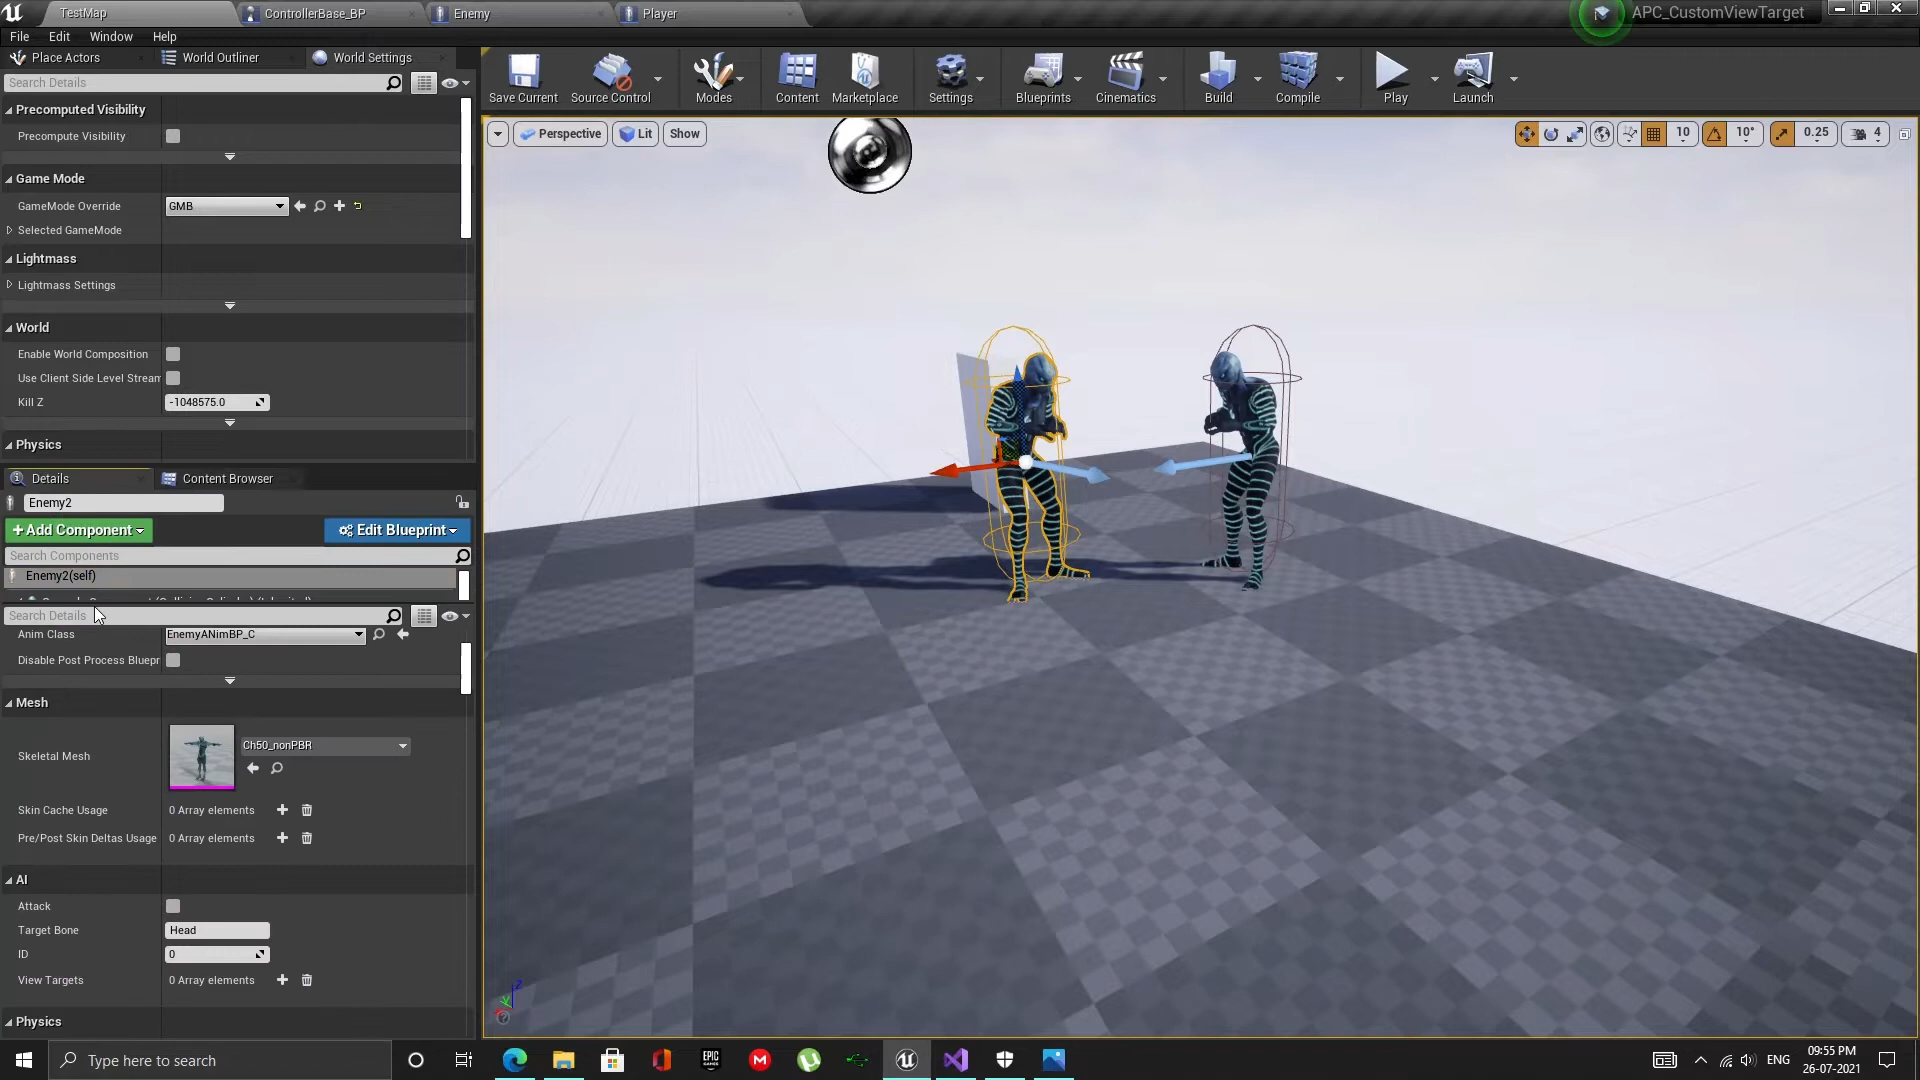 TestMap
ControllerBase_BP
Enemy
Player
APC_CustomViewTarget
File Edit Window Help
Place Actors World Outliner World Settings
Search Details
Precomputed Visibility
Precompute Visibility
Game Mode
GameMode Override GMB
Selected GameMode
Lightmass
Lightmass Settings
World
Enable World Composition
Use Client Side Level Stream
Kill Z -1048575.0
Physics
Details Content Browser
Enemy2
+Add Component Edit Blueprint
Search Components
Enemy2(self)
Search Details
Anim Class EnemyANimBP_C
Disable Post Process Bluepr
Mesh
Skeletal Mesh Ch50_nonPBR
Skin Cache Usage 0 Array elements
Pre/Post Skin Deltas Usage 0 Array elements
AI
Attack
Target Bone Head
ID 0
View Targets 0 Array elements
Physics
Save Current Source Control Modes Content Marketplace Settings Blueprints Cinematics Build Compile Play Launch
Perspective Lit Show
10 10° 0.25 4
Z
Type here to search
EPIC GAMES
ENG
09:55 PM
26-07-2021